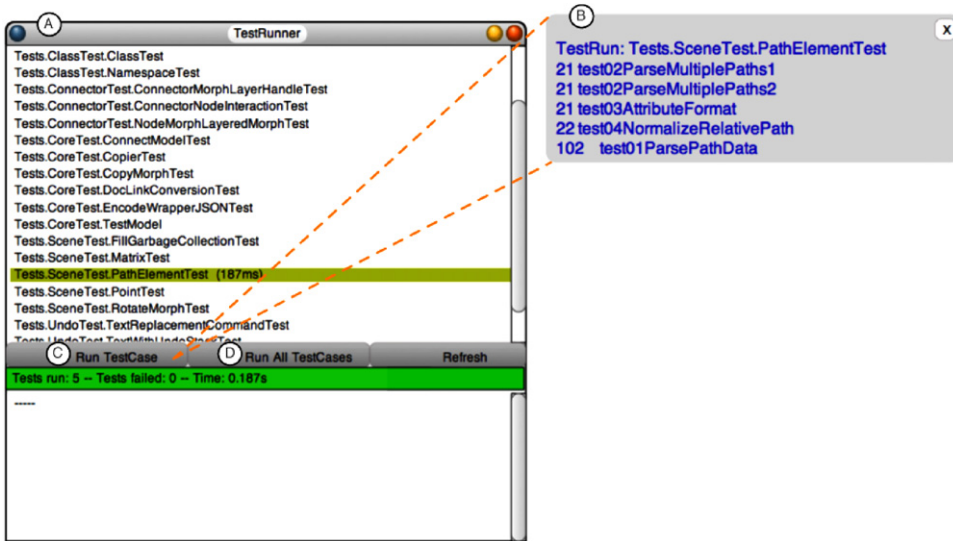 A
TestRunner
Tests.ClassTest.ClassTest
Tests.ClassTest.NamespaceTest
Tests.ConnectorTest.ConnectorMorphLayerHandleTest
Tests.ConnectorTest.ConnectorNodeInteractionTest
Tests.ConnectorTest.NodeMorphLayeredMorphTest
Tests.CoreTest.ConnectModelTest
Tests.CoreTest.CopierTest
Tests.CoreTest.CopyMorphTest
Tests.CoreTest.DocLinkConversionTest
Tests.CoreTest.EncodeWrapperJSONTest
Tests.CoreTest.TestModel
Tests.SceneTest.FillGarbageCollectionTest
Tests.SceneTest.MatrixTest
Tests.SceneTest.PathElementTest (187ms)
Tests.SceneTest.PointTest
Tests.SceneTest.RotateMorphTest
Tests.UndoTest.TextReplacementCommandTest
Tests.UndoTest.TextWithUndoStackTest
C Run TestCase
D Run All TestCases
Refresh
Tests run: 5 -- Tests failed: 0 -- Time: 0.187s
-----
B
X
TestRun: Tests.SceneTest.PathElementTest
21 test02ParseMultiplePaths1
21 test02ParseMultiplePaths2
21 test03AttributeFormat
22 test04NormalizeRelativePath
102 test01ParsePathData